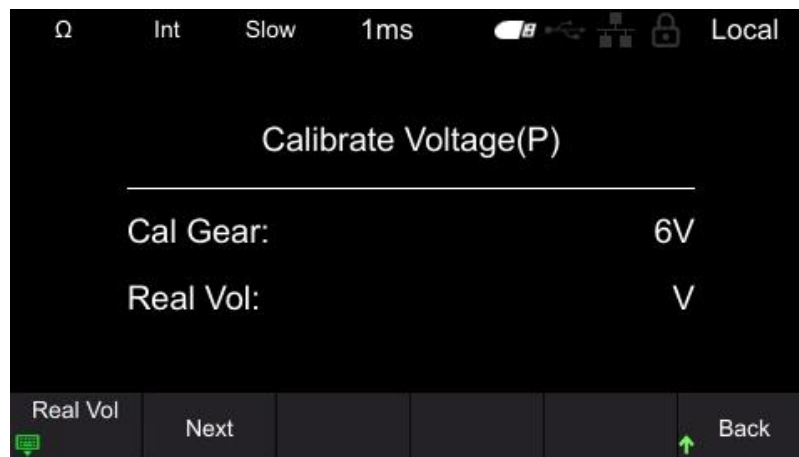 Ω Int Slow 1ms Local
Calibrate Voltage(P)
Cal Gear: 6V
Real Vol: V
Real Vol Next Back